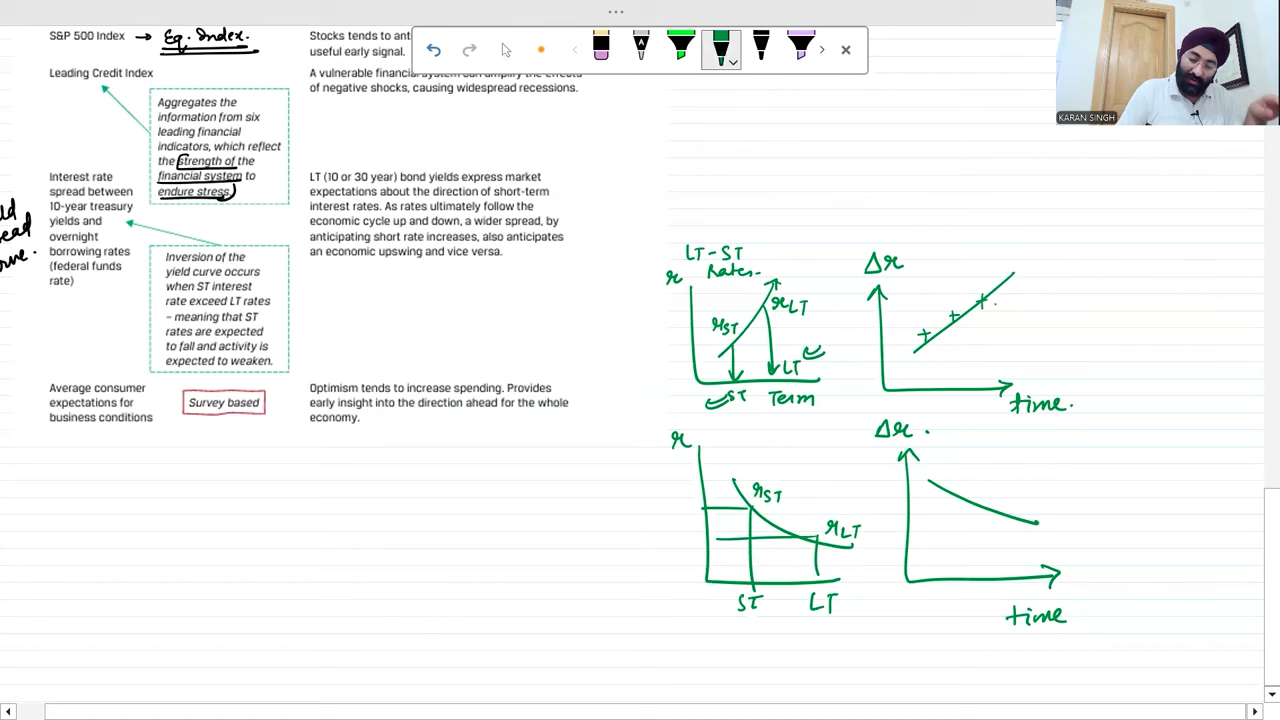 S&P 500 Index → Eq. Index.
Stocks tends to ant
useful early signal.
Leading Credit Index
A vulnerable financial system can amplify the effects
of negative shocks, causing widespread recessions.
Aggregates the
information from six
leading financial
indicators, which reflect
the strength of the
financial system to
endure stress.
Interest rate
spread between
10-year treasury
yields and
overnight
borrowing rates
(federal funds
rate)
LT (10 or 30 year) bond yields express market
expectations about the direction of short-term
interest rates. As rates ultimately follow the
economic cycle up and down, a wider spread, by
anticipating short rate increases, also anticipates
an economic upswing and vice versa.
Inversion of the
yield curve occurs
when ST interest
rate exceed LT rates
– meaning that ST
rates are expected
to fall and activity is
expected to weaken.
Average consumer
expectations for
business conditions
Survey based
Optimism tends to increase spending. Provides
early insight into the direction ahead for the whole
economy.
KARAN SINGH
LT-ST
Rates.
r
rST
rLT
LT
ST Term
Δr
time.
r
rST
rLT
ST LT
Δr.
time